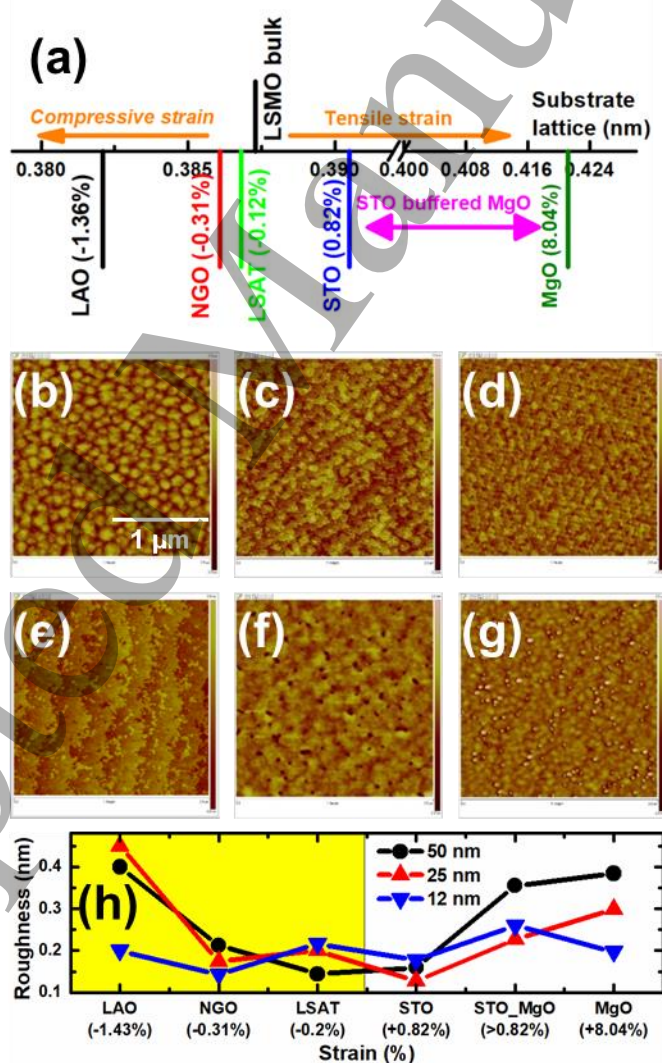 (a)
LSMO bulk
Compressive strain
Tensile strain
Substrate
lattice (nm)
0.380 0.385 0.390 0.400 0.408 0.416 0.424
LAO (-1.36%)
NGO (-0.31%)
LSAT (-0.12%)
STO (0.82%)
STO buffered MgO
MgO (8.04%)
(b) (c) (d)
1 μm
(e) (f) (g)
(h)
Roughness (nm)
0.4
0.3
0.2
0.1
50 nm
25 nm
12 nm
LAO NGO LSAT STO STO_MgO MgO
(-1.43%) (-0.31%) (-0.2%) (+0.82%) (>0.82%) (+8.04%)
Strain (%)